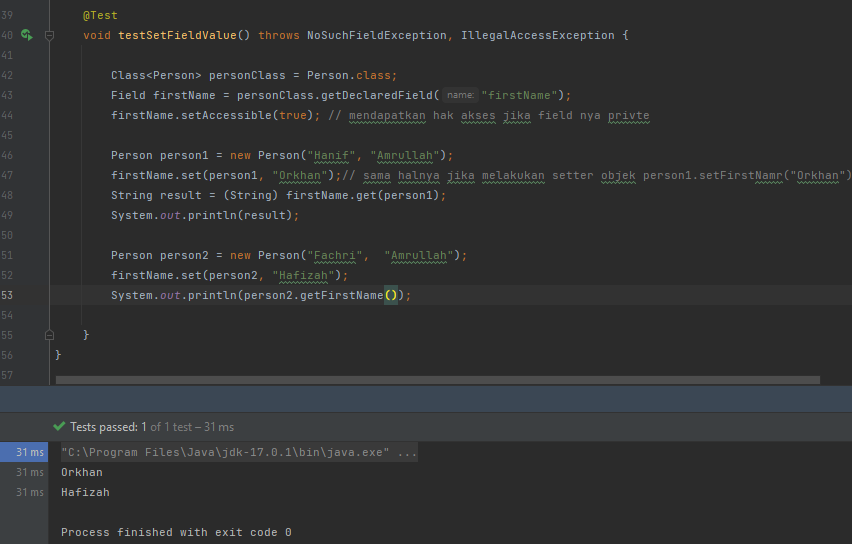 39 @Test
40 void testSetFieldValue() throws NoSuchFieldException, IllegalAccessException {
41
42 Class<Person> personClass = Person.class;
43 Field firstName = personClass.getDeclaredField( name: "firstName");
44 firstName.setAccessible(true); // mendapatkan hak akses jika field nya privte
45
46 Person person1 = new Person("Hanif", "Amrullah");
47 firstName.set(person1, "Orkhan");// sama halnya jika melakukan setter objek person1.setFirstNamr("Orkhan")
48 String result = (String) firstName.get(person1);
49 System.out.println(result);
50
51 Person person2 = new Person("Fachri",  "Amrullah");
52 firstName.set(person2, "Hafizah");
53 System.out.println(person2.getFirstName());
54
55 }
56 }
57
Tests passed: 1 of 1 test – 31 ms
31 ms "C:\Program Files\Java\jdk-17.0.1\bin\java.exe" ...
31 ms Orkhan
31 ms Hafizah
Process finished with exit code 0